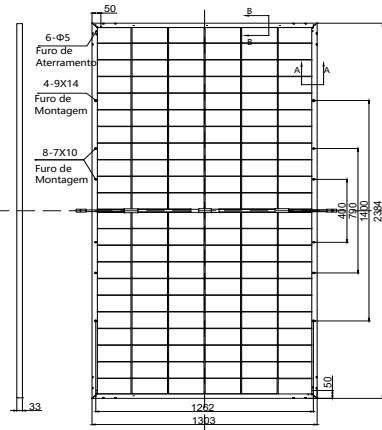 50
B
B
6-Φ5
Furo de
Aterramento
A
A
4-9X14
Furo de
Montagem
8-7X10
Furo de
Montagem
400
790
1400
2384
50
33
1262
1303